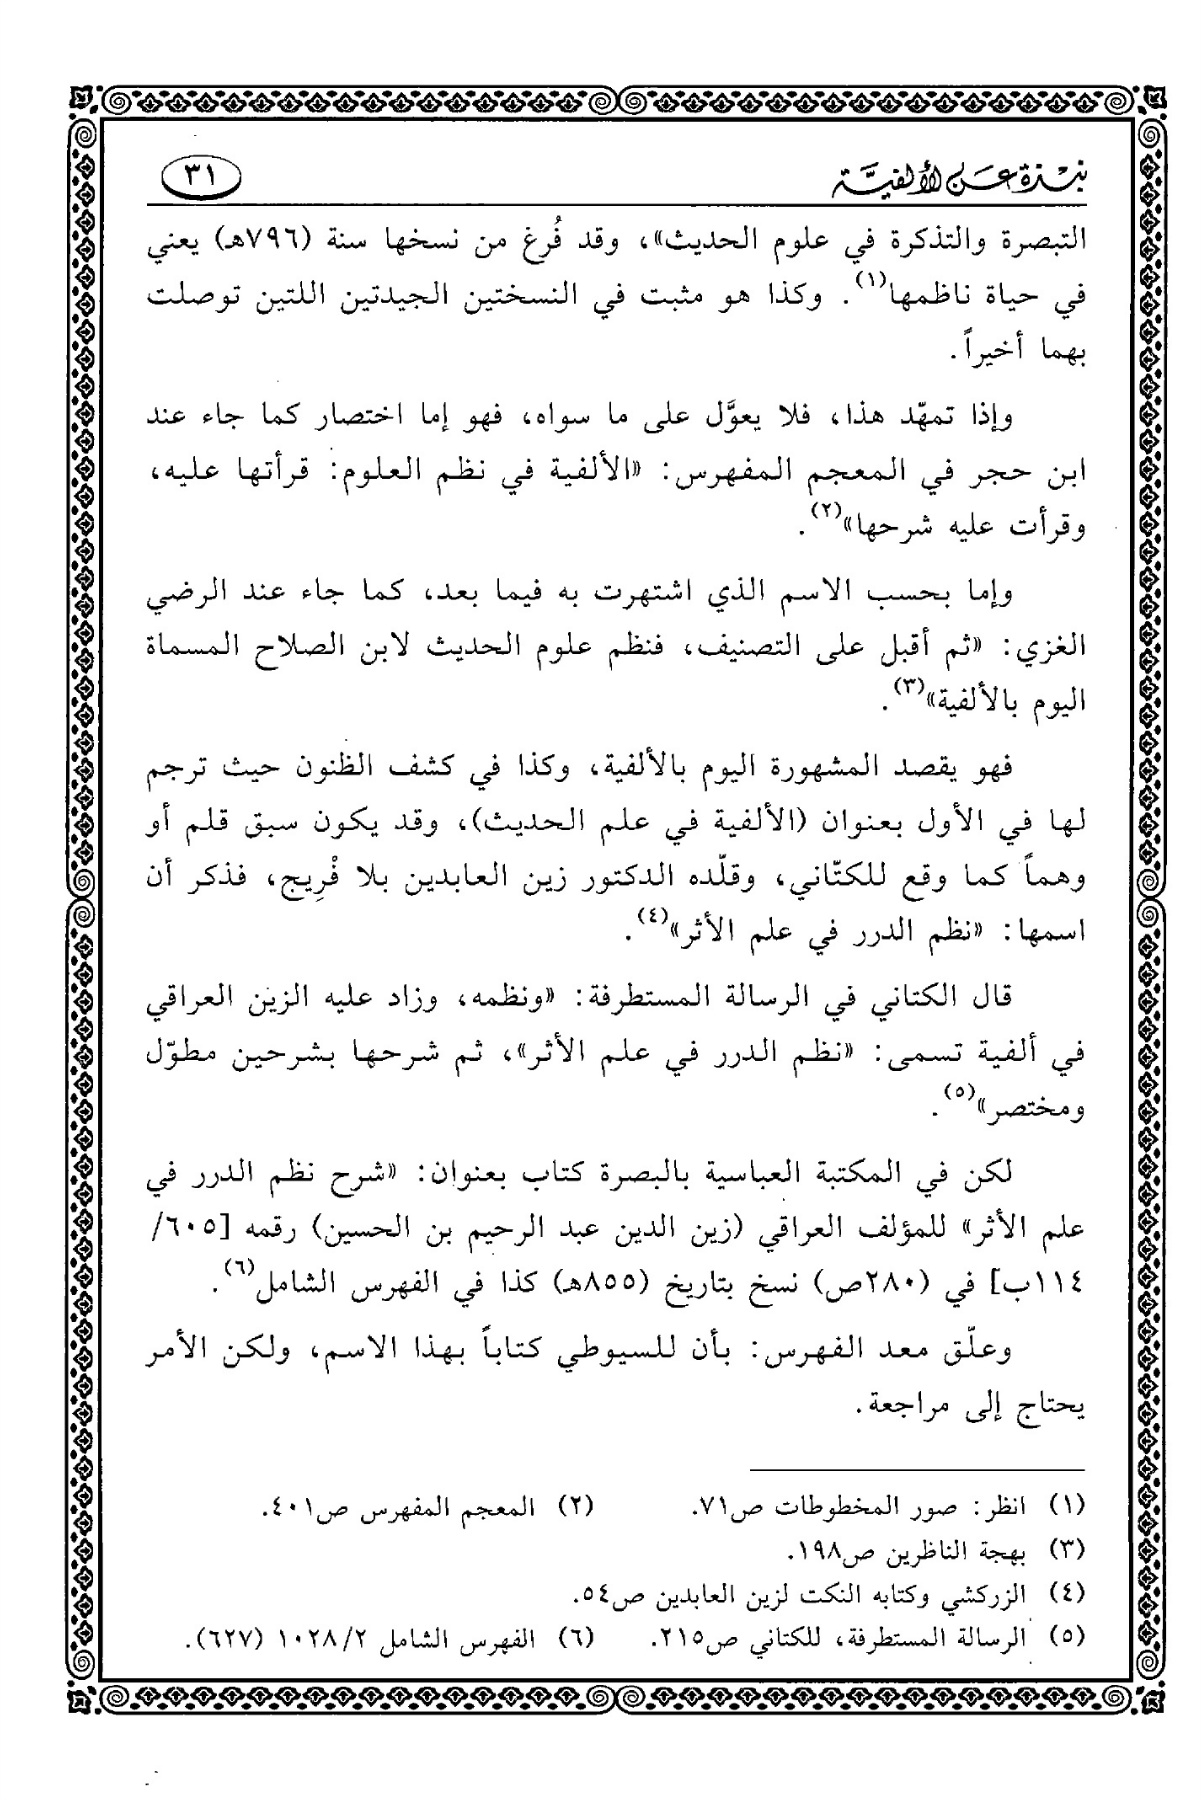 نبذة عن الألفية
٣١
التبصرة والتذكرة في علوم الحديث»، وقد فُرغ من نسخها سنة (٧٩٦هـ) يعني
في حياة ناظمها(١). وكذا هو مثبت في النسختين الجيدتين اللتين توصلت
بهما أخيراً.
وإذا تمهّد هذا، فلا يعوَّل على ما سواه، فهو إما اختصار كما جاء عند
ابن حجر في المعجم المفهرس: «الألفية في نظم العلوم: قرأتها عليه،
وقرأت عليه شرحها»(٢).
وإما بحسب الاسم الذي اشتهرت به فيما بعد، كما جاء عند الرضي
الغزي: «ثم أقبل على التصنيف، فنظم علوم الحديث لابن الصلاح المسماة
اليوم بالألفية»(٣).
فهو يقصد المشهورة اليوم بالألفية، وكذا في كشف الظنون حيث ترجم
لها في الأول بعنوان (الألفية في علم الحديث)، وقد يكون سبق قلم أو
وهماً كما وقع للكتّاني، وقلّده الدكتور زين العابدين بلا فْرِيج، فذكر أن
اسمها: «نظم الدرر في علم الأثر»(٤).
قال الكتاني في الرسالة المستطرفة: «ونظمه، وزاد عليه الزين العراقي
في ألفية تسمى: «نظم الدرر في علم الأثر»، ثم شرحها بشرحين مطوّل
ومختصر»(٥).
لكن في المكتبة العباسية بالبصرة كتاب بعنوان: «شرح نظم الدرر في
علم الأثر» للمؤلف العراقي (زين الدين عبد الرحيم بن الحسين) رقمه [٦٠٥/
١١٤ب] في (٢٨٠ص) نسخ بتاريخ (٨٥٥هـ) كذا في الفهرس الشامل(٦).
وعلّق معد الفهرس: بأن للسيوطي كتاباً بهذا الاسم، ولكن الأمر
يحتاج إلى مراجعة.
(١) انظر: صور المخطوطات ص٧١. (٢) المعجم المفهرس ص٤٠١.
(٣) بهجة الناظرين ص١٩٨.
(٤) الزركشي وكتابه النكت لزين العابدين ص٥٤.
(٥) الرسالة المستطرفة، للكتاني ص٢١٥. (٦) الفهرس الشامل ١٠٢٨/٢ (٦٢٧).